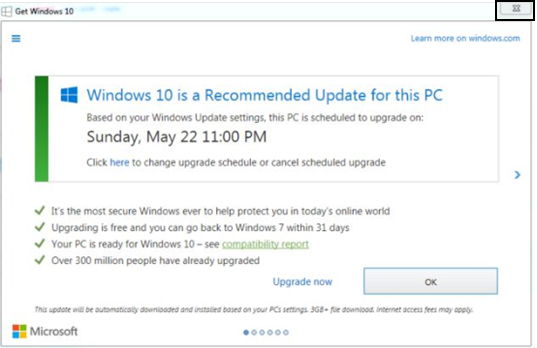 Get Windows 10
Learn more on windows.com
Windows 10 is a Recommended Update for this PC
Based on your Windows Update settings, this PC is scheduled to upgrade on:
Sunday, May 22 11:00 PM
Click here to change upgrade schedule or cancel scheduled upgrade
It's the most secure Windows ever to help protect you in today's online world
Upgrading is free and you can go back to Windows 7 within 31 days
Your PC is ready for Windows 10 – see compatibility report
Over 300 million people have already upgraded
Upgrade now OK
This update will be automatically downloaded and installed based on your PCs settings. 3GB+ file download. Internet access fees may apply.
Microsoft